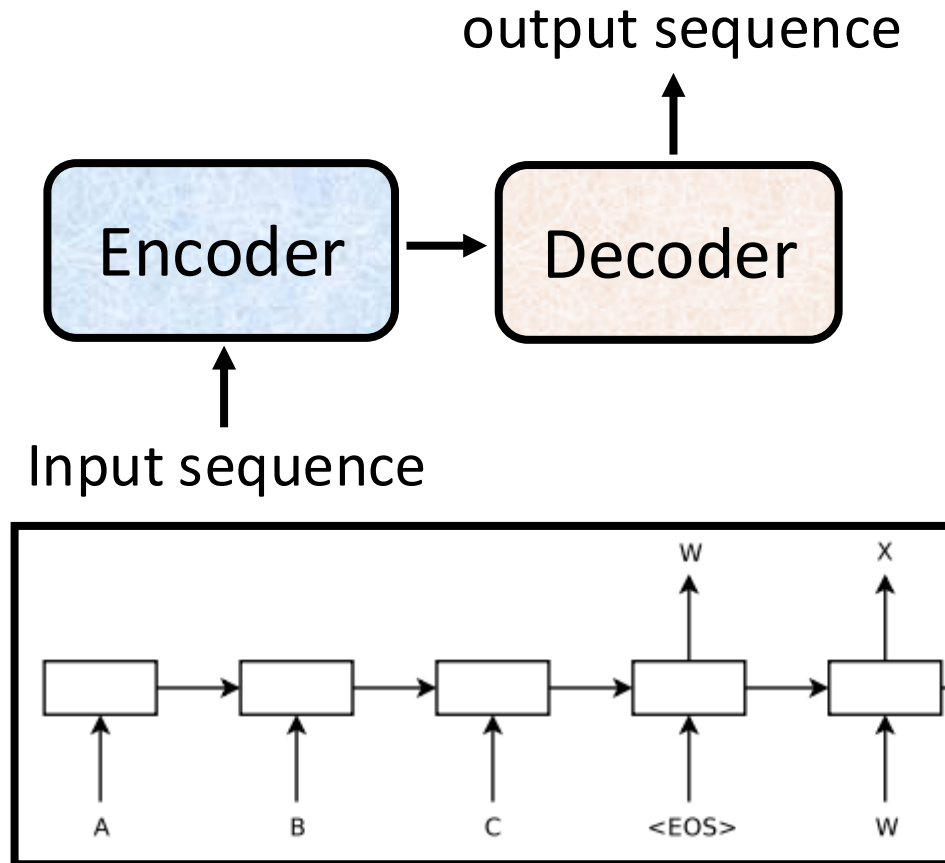 output sequence
Encoder
Decoder
Input sequence
W
X
A
B
C
<EOS>
W